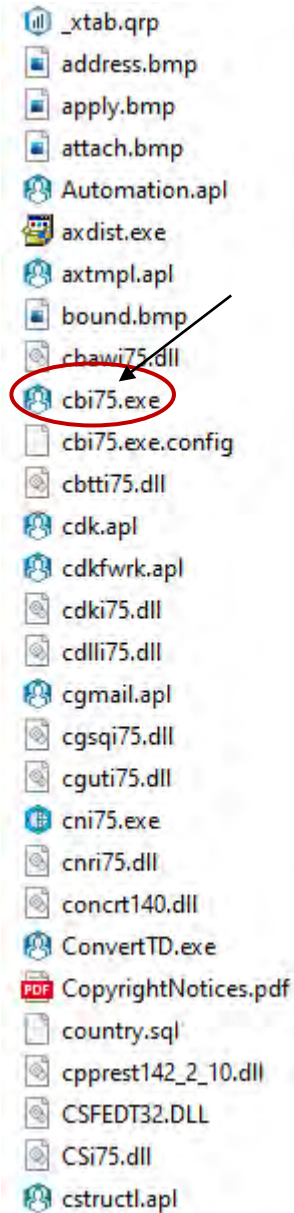 _xtab.qrp
address.bmp
apply.bmp
attach.bmp
Automation.apl
axdist.exe
axtmpl.apl
bound.bmp
cbawi75.dll
cbi75.exe
cbi75.exe.config
cbtti75.dll
cdk.apl
cdkfwrk.apl
cdki75.dll
cdlli75.dll
cgmail.apl
cgsqi75.dll
cguti75.dll
cni75.exe
cnri75.dll
concrt140.dll
ConvertTD.exe
PDF CopyrightNotices.pdf
country.sql
cpprest142_2_10.dll
CSFEDT32.DLL
CSi75.dll
cstructl.apl